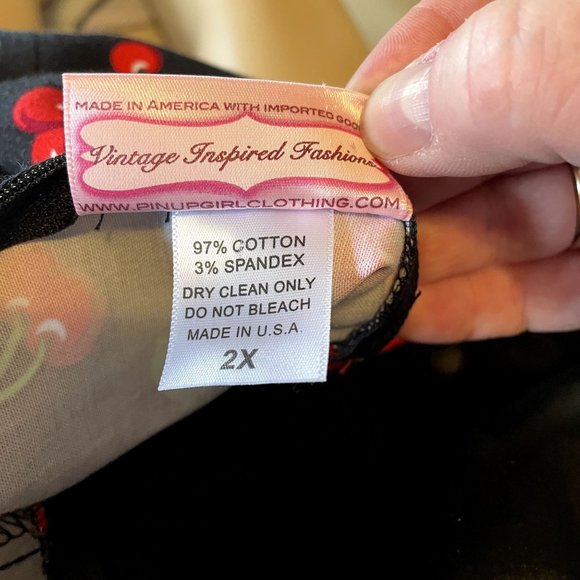 MADE IN AMERICA WITH IMPORTED GOO
Vintage Inspired Fashions
WWW.PINUPGIRLCLOTHING.COM
97% COTTON
3% SPANDEX
DRY CLEAN ONLY
DO NOT BLEACH
MADE IN U.S.A
2X